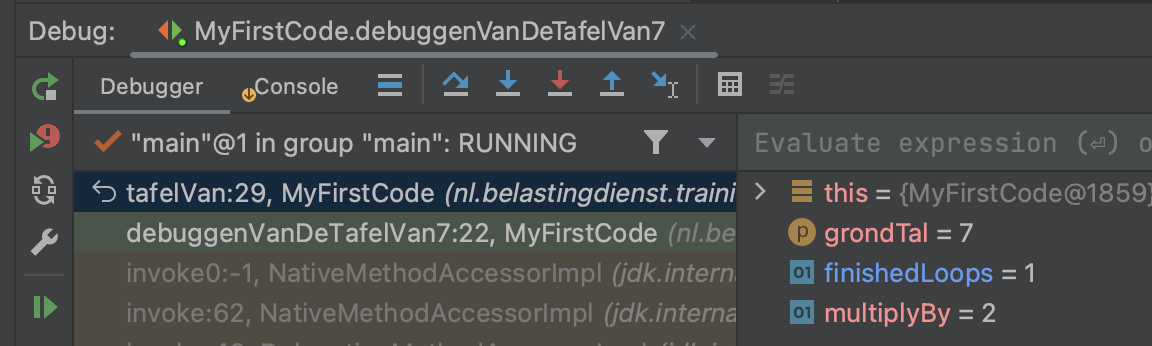 Debug: MyFirstCode.debuggenVanDeTafelVan7
Debugger Console
"main"@1 in group "main": RUNNING
Evaluate expression (⏎) o
tafelVan:29, MyFirstCode (nl.belastingdienst.traini
debuggenVanDeTafelVan7:22, MyFirstCode (nl.be
invoke0:-1, NativeMethodAccessorImpl (jdk.interna
invoke:62, NativeMethodAccessorImpl (jdk.interna
this = {MyFirstCode@1859}
p grondTal = 7
01 finishedLoops = 1
01 multiplyBy = 2